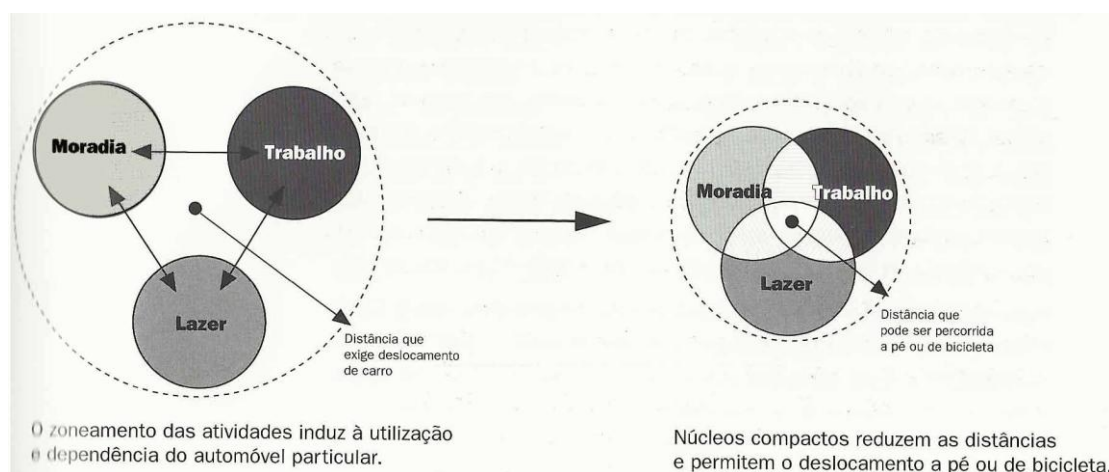 Moradia
Trabalho
Lazer
Distância que
exige deslocamento
de carro
O zoneamento das atividades induz à utilização
e dependência do automóvel particular.
Moradia
Trabalho
Lazer
Distância que
pode ser percorrida
a pé ou de bicicleta
Núcleos compactos reduzem as distâncias
e permitem o deslocamento a pé ou de bicicleta.